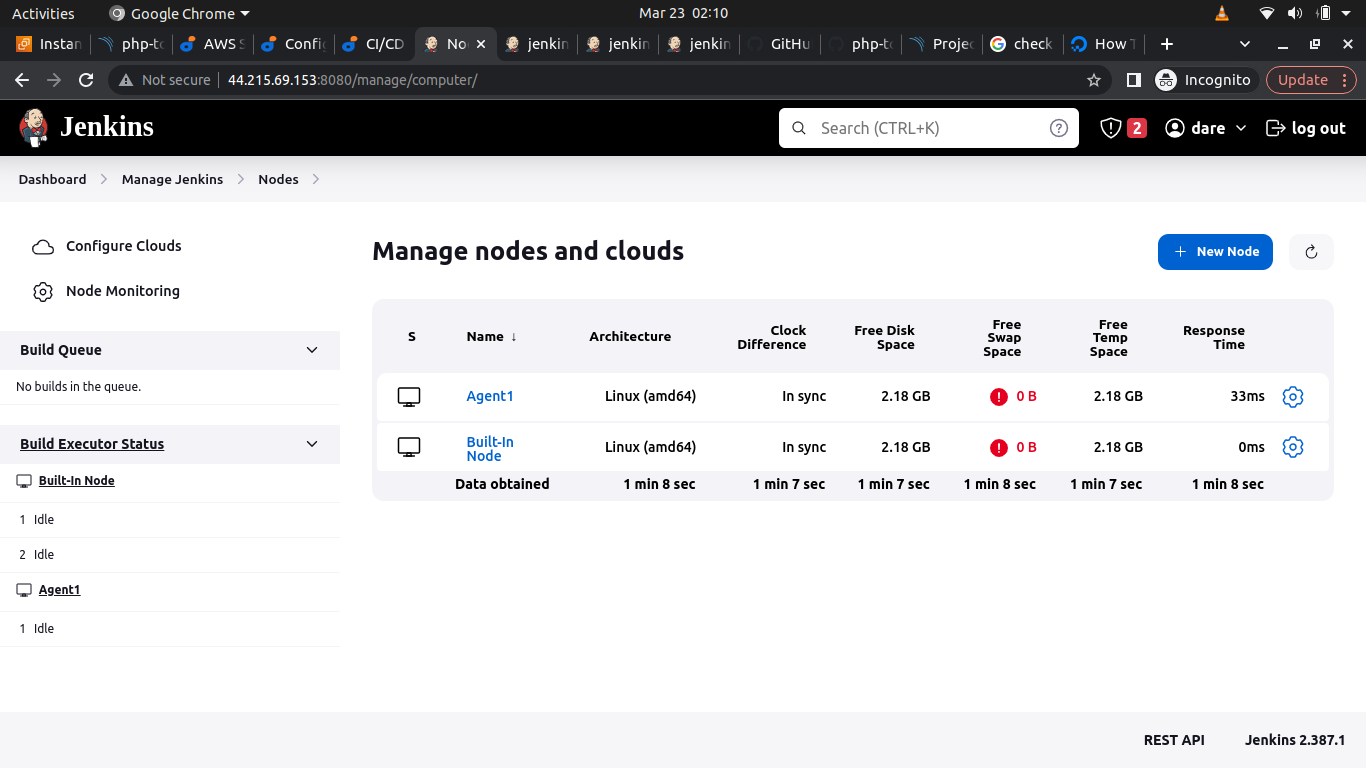 Activities
Google Chrome
Mar 23 02:10
Instan
php-to
AWS S
Config
CI/CD
No
jenkin
jenkin
jenkin
GitHu
php-to
Projec
check
How T
Not secure
44.215.69.153:8080/manage/computer/
Incognito
Update
Jenkins
Search (CTRL+K)
2
dare
log out
Dashboard
Manage Jenkins
Nodes
Configure Clouds
Node Monitoring
Build Queue
No builds in the queue.
Build Executor Status
Built-In Node
1 Idle
2 Idle
Agent1
1 Idle
Manage nodes and clouds
+ New Node
S Name ↓ Architecture Clock Difference Free Disk Space Free Swap Space Free Temp Space Response Time
Agent1 Linux (amd64) In sync 2.18 GB 0 B 2.18 GB 33ms
Built-In Node Linux (amd64) In sync 2.18 GB 0 B 2.18 GB 0ms
Data obtained 1 min 8 sec 1 min 7 sec 1 min 7 sec 1 min 8 sec 1 min 7 sec 1 min 8 sec
REST API
Jenkins 2.387.1